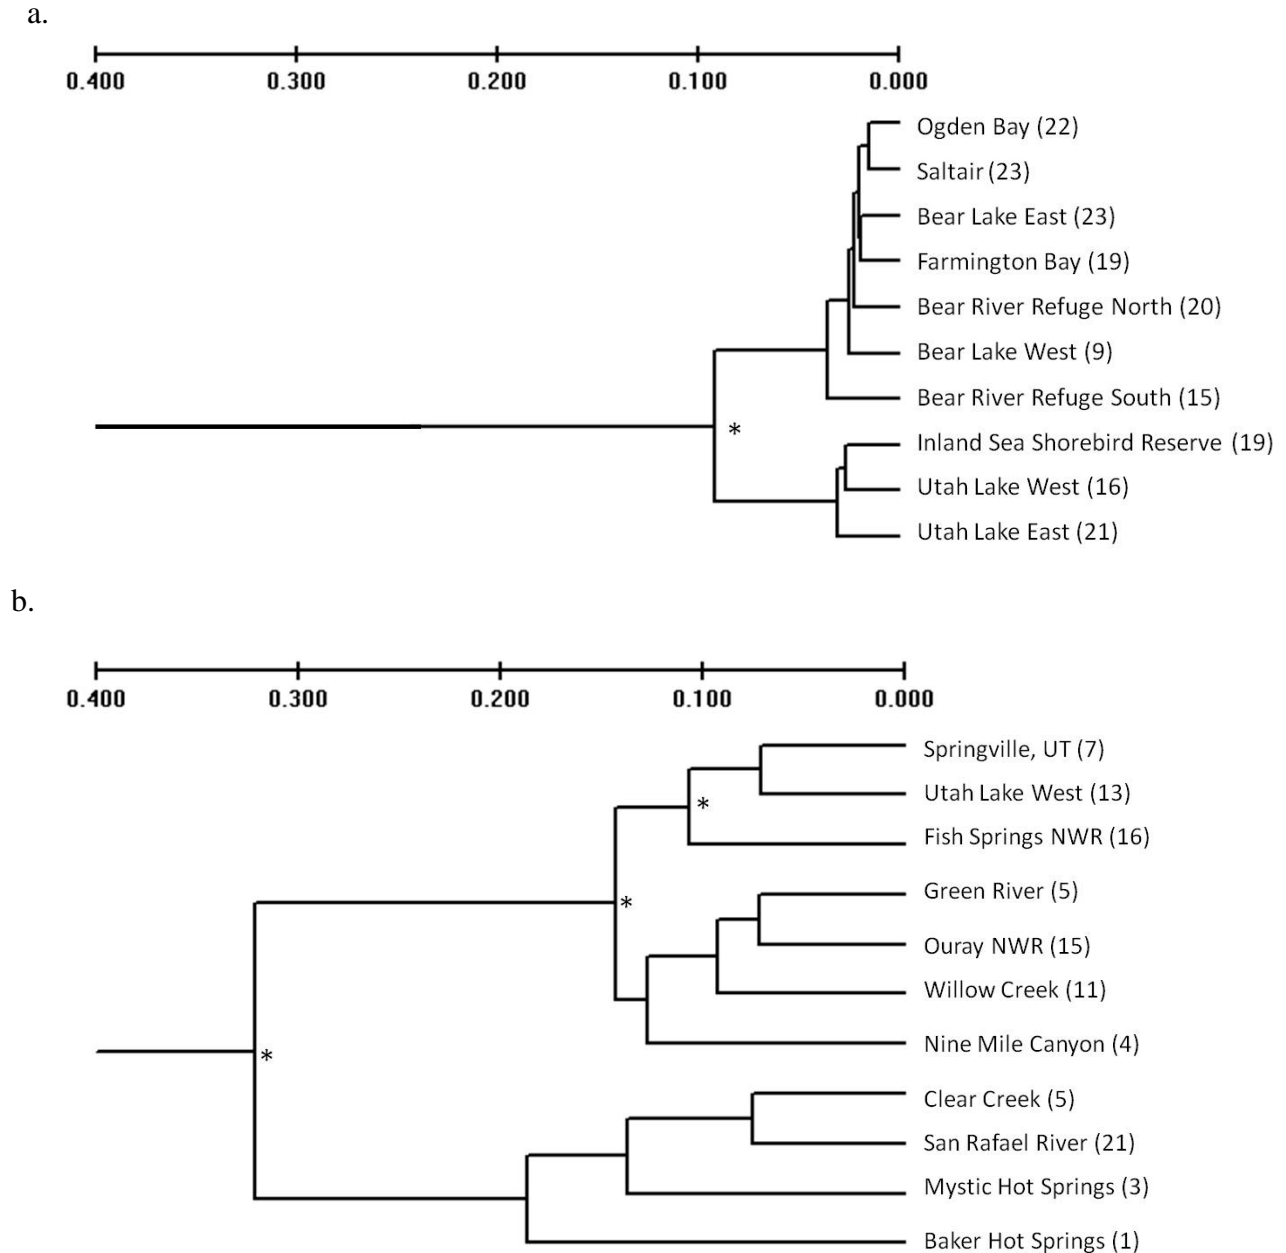 a.
0.400 0.300 0.200 0.100 0.000
Ogden Bay (22)
Saltair (23)
Bear Lake East (23)
Farmington Bay (19)
Bear River Refuge North (20)
Bear Lake West (9)
Bear River Refuge South (15)
*
Inland Sea Shorebird Reserve (19)
Utah Lake West (16)
Utah Lake East (21)
b.
0.400 0.300 0.200 0.100 0.000
Springville, UT (7)
Utah Lake West (13)
*
Fish Springs NWR (16)
Green River (5)
*
Ouray NWR (15)
Willow Creek (11)
Nine Mile Canyon (4)
*
Clear Creek (5)
San Rafael River (21)
Mystic Hot Springs (3)
Baker Hot Springs (1)